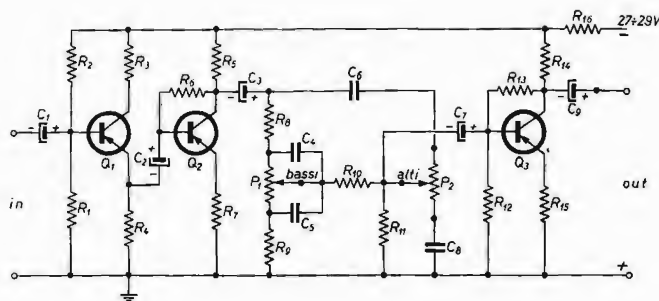 R16 27÷29V
−
R2 R3 R5 R14
R6 C3 C6 R13
− + − +
C1 + R8 C7 C9
− C4 − +
Q1 C2 + Q2 P1 bassi R10 alti P2 Q3
−
in C5 out
R1 R4 R7 R9 R11 R12 R15
C8
+